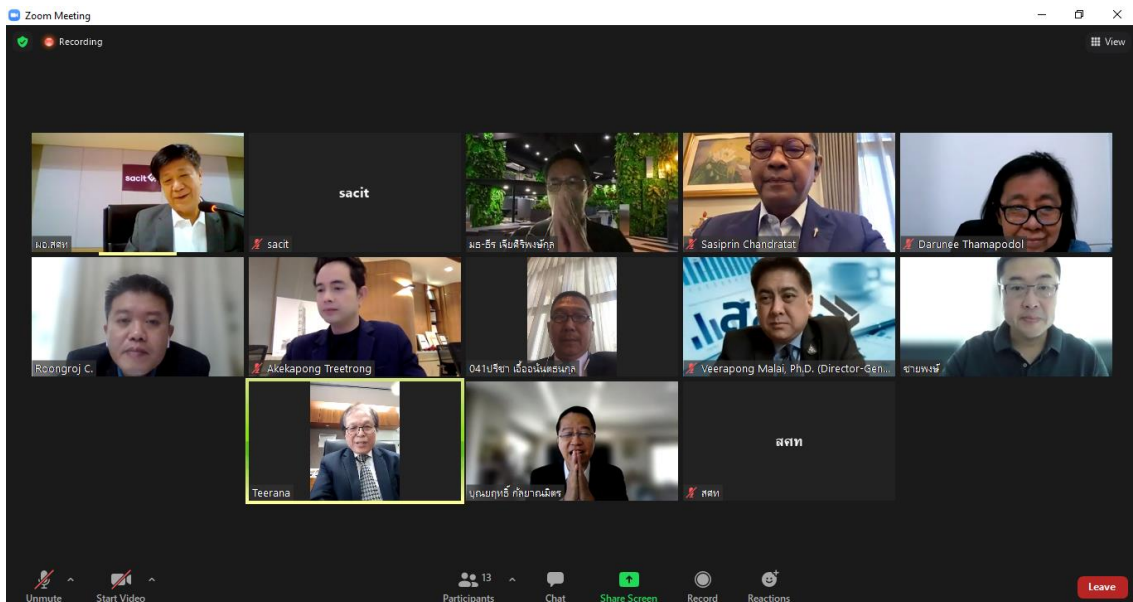 Zoom Meeting
Recording
View
sacit
ผอ.สศท
sacit
sacit
มธ-ธีร เจียศิริพงษ์กุล
Sasiprin Chandratat
Darunee Thamapodol
Roongroj C.
Akekapong Treetrong
041ปรีชา เอื้ออนันตธนกุล
Veerapong Malai, Ph.D. (Director-Gen...
ชายพงษ์
Teerana
บุณยฤทธิ์ กัลยาณมิตร
สศท
สศท
Unmute
Start Video
13
Participants
Chat
Share Screen
Record
Reactions
Leave